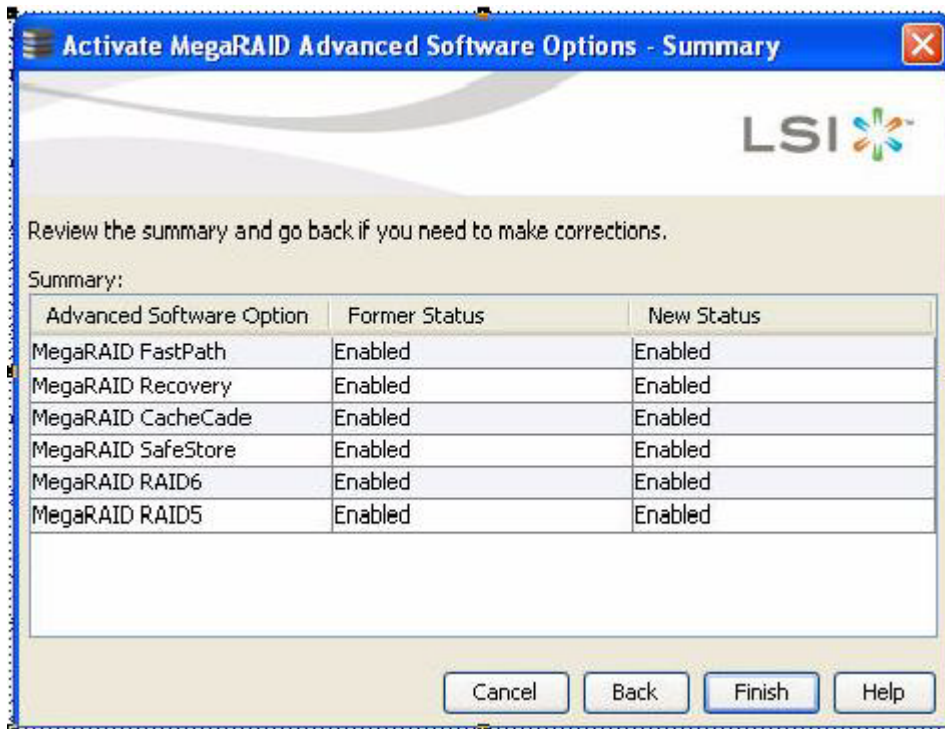 Activate MegaRAID Advanced Software Options - Summary
LSI™
Review the summary and go back if you need to make corrections.
Summary:
Advanced Software Option Former Status New Status
MegaRAID FastPath Enabled Enabled
MegaRAID Recovery Enabled Enabled
MegaRAID CacheCade Enabled Enabled
MegaRAID SafeStore Enabled Enabled
MegaRAID RAID6 Enabled Enabled
MegaRAID RAID5 Enabled Enabled
Cancel Back Finish Help